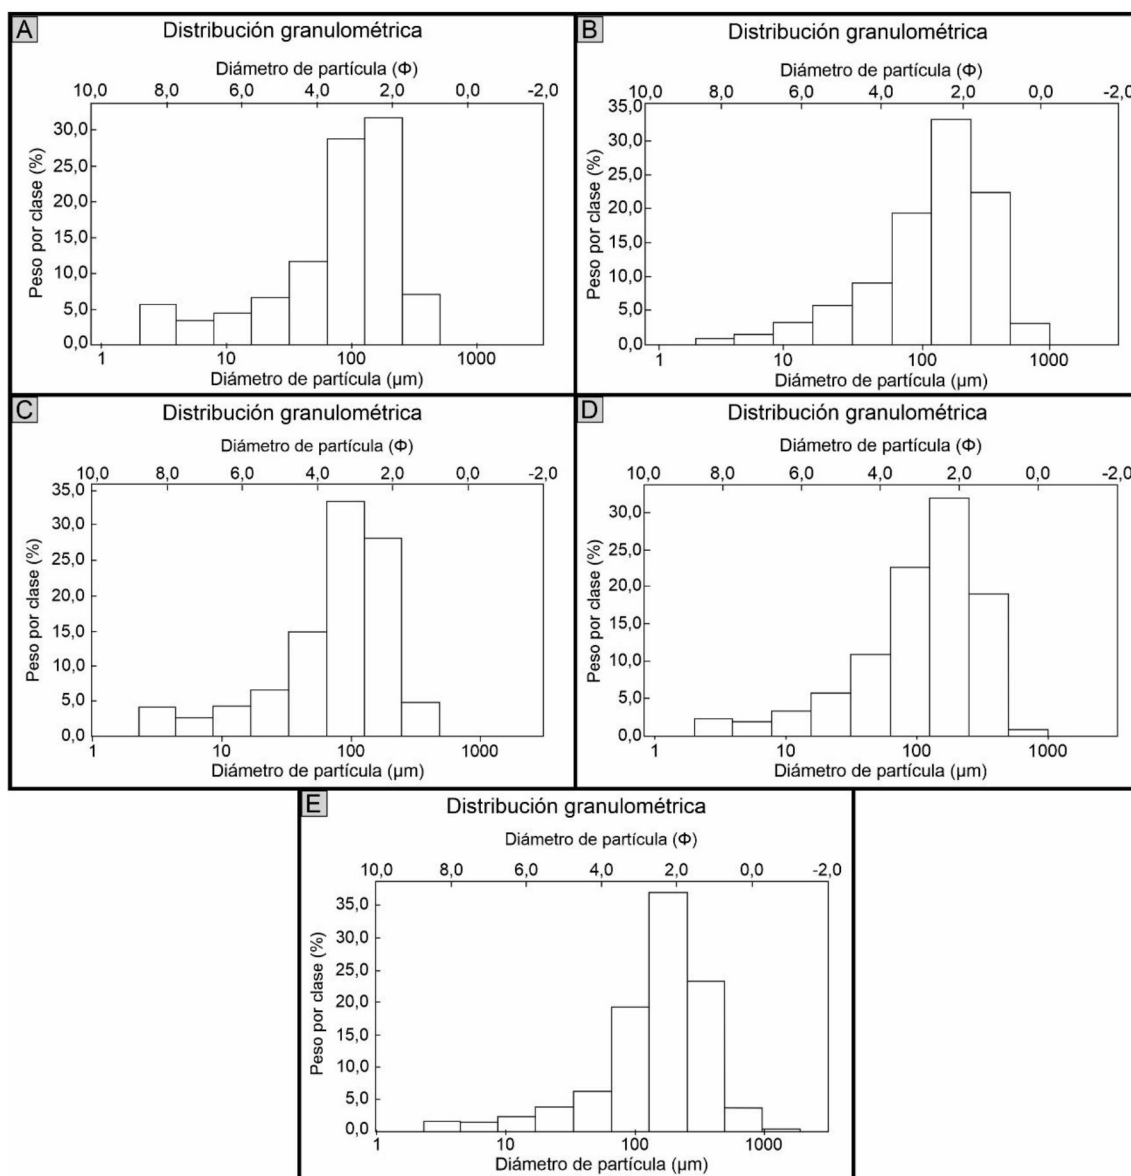 A
Distribución granulométrica
Diámetro de partícula (Φ)
10,0 8,0 6,0 4,0 2,0 0,0 -2,0
30,0
25,0
20,0
15,0
10,0
5,0
0,0
Peso por clase (%)
1 10 100 1000
Diámetro de partícula (µm)
B
Distribución granulométrica
Diámetro de partícula (Φ)
10,0 8,0 6,0 4,0 2,0 0,0 -2,0
35,0
30,0
25,0
20,0
15,0
10,0
5,0
0,0
Peso por clase (%)
1 10 100 1000
Diámetro de partícula (µm)
C
Distribución granulométrica
Diámetro de partícula (Φ)
10,0 8,0 6,0 4,0 2,0 0,0 -2,0
35,0
30,0
25,0
20,0
15,0
10,0
5,0
0,0
Peso por clase (%)
1 10 100 1000
Diámetro de partícula (µm)
D
Distribución granulométrica
Diámetro de partícula (Φ)
10,0 8,0 6,0 4,0 2,0 0,0 -2,0
30,0
25,0
20,0
15,0
10,0
5,0
0,0
Peso por clase (%)
1 10 100 1000
Diámetro de partícula (µm)
E
Distribución granulométrica
Diámetro de partícula (Φ)
10,0 8,0 6,0 4,0 2,0 0,0 -2,0
35,0
30,0
25,0
20,0
15,0
10,0
5,0
0,0
Peso por clase (%)
1 10 100 1000
Diámetro de partícula (µm)